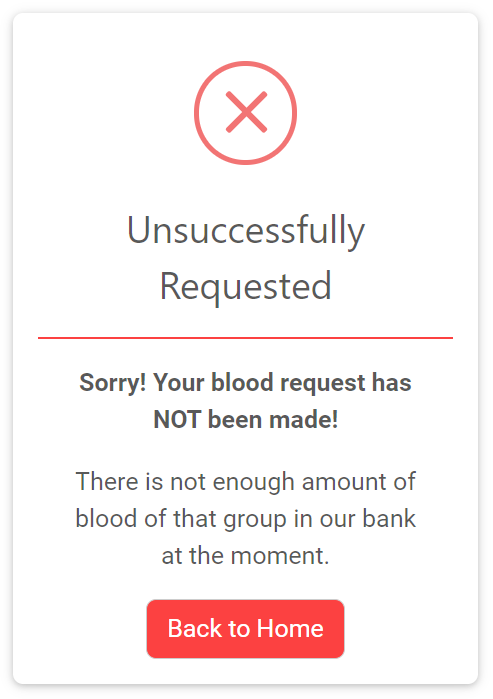 Unsuccessfully
Requested
Sorry! Your blood request has
NOT been made!
There is not enough amount of
blood of that group in our bank
at the moment.
Back to Home